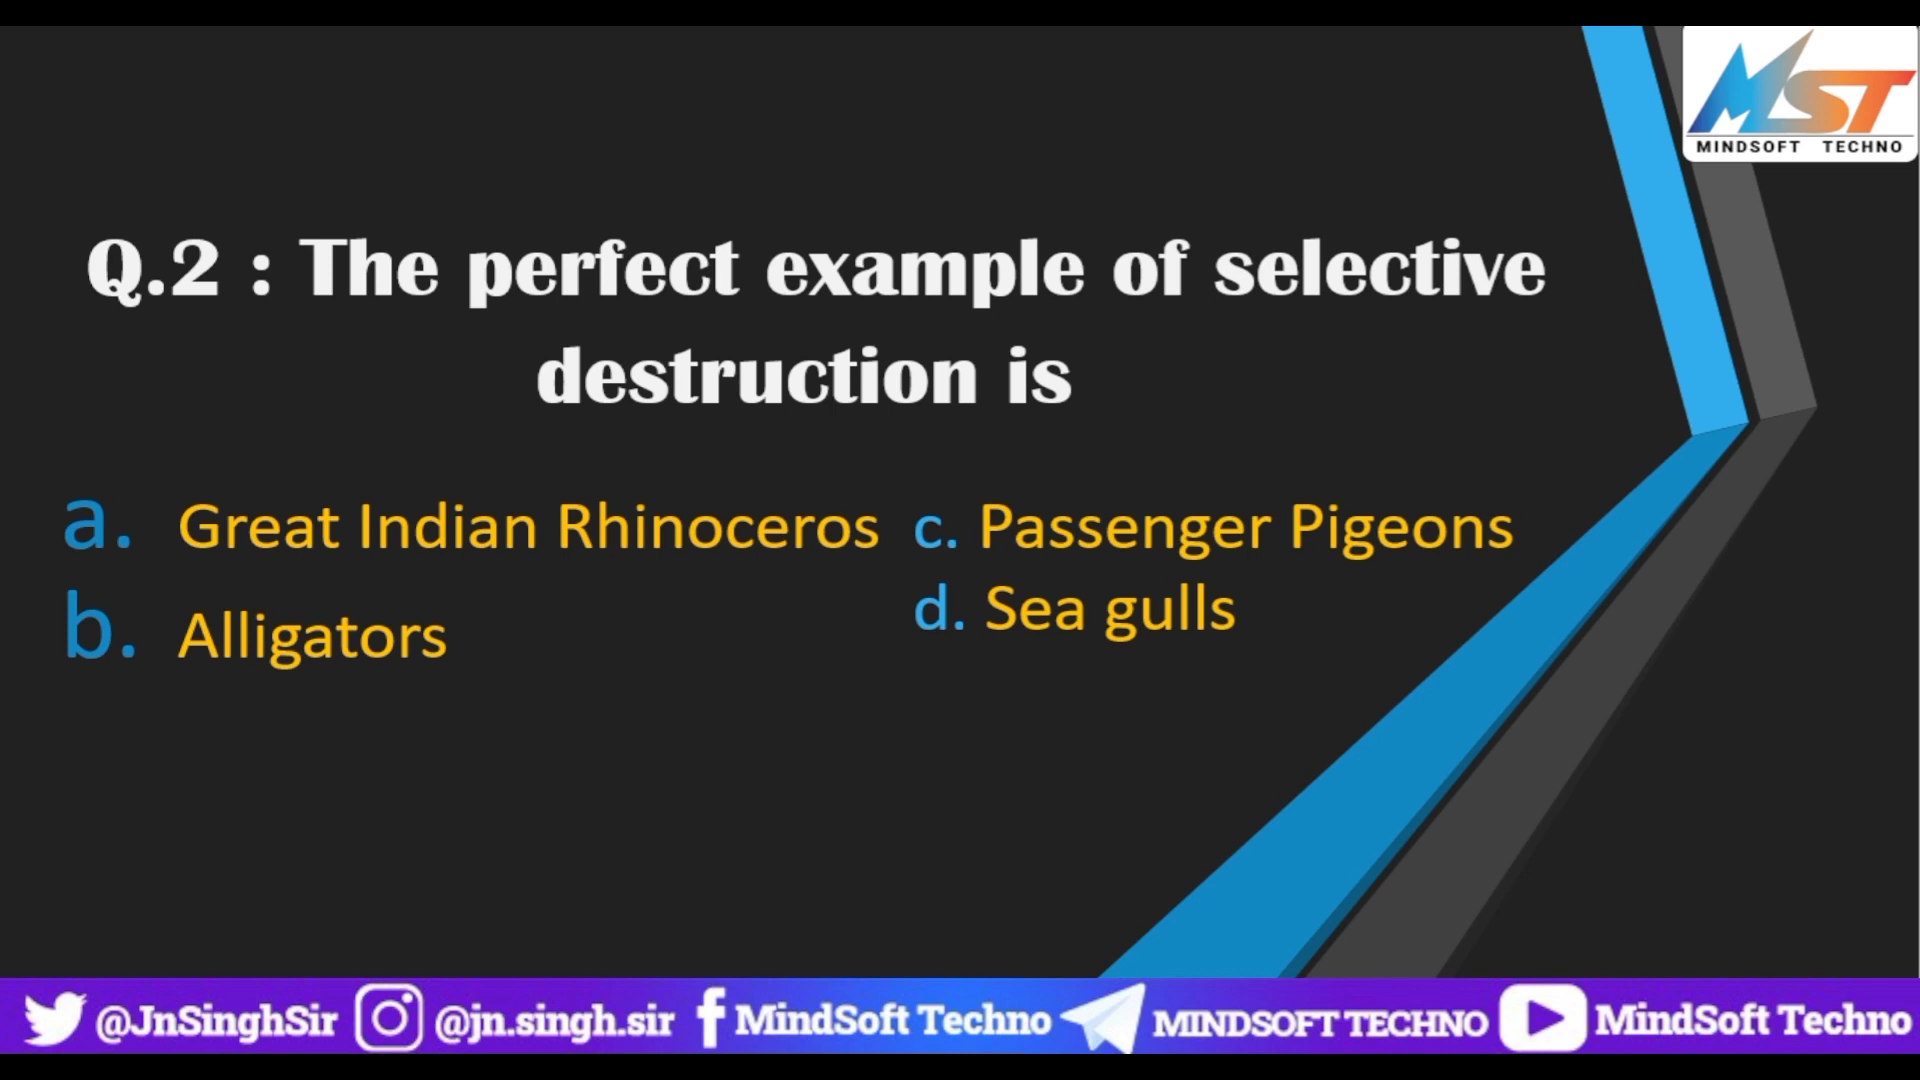 MST
MINDSOFT TECHNO
Q.2 : The perfect example of selective
destruction is
a. Great Indian Rhinoceros
b. Alligators
c. Passenger Pigeons
d. Sea gulls
@JnSinghSir @jn.singh.sir MindSoft Techno MINDSOFT TECHNO MindSoft Techno